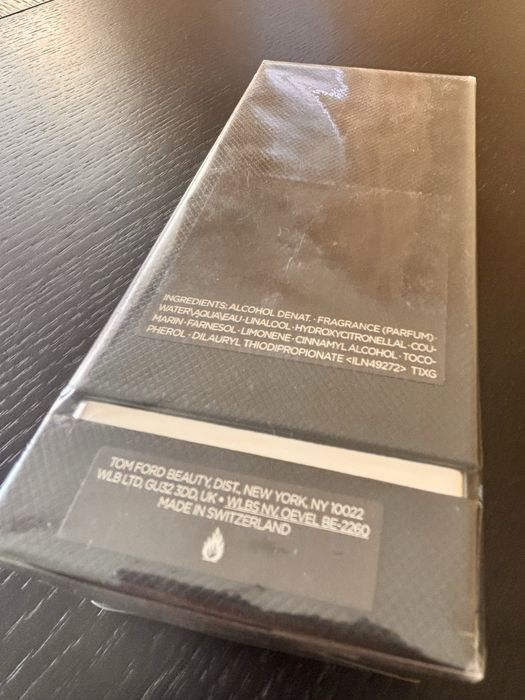 INGREDIENTS: ALCOHOL DENAT. · FRAGRANCE (PARFUM) ·
WATER\AQUA\EAU · LINALOOL · HYDROXYCITRONELLAL · COU-
MARIN · FARNESOL · LIMONENE · CINNAMYL ALCOHOL · TOCO-
PHEROL · DILAURYL THIODIPROPIONATE <ILN49272> T1XG
TOM FORD BEAUTY, DIST., NEW YORK, NY 10022
WLB LTD, GU32 3DD, UK • WLBS NV, OEVEL BE-2260
MADE IN SWITZERLAND